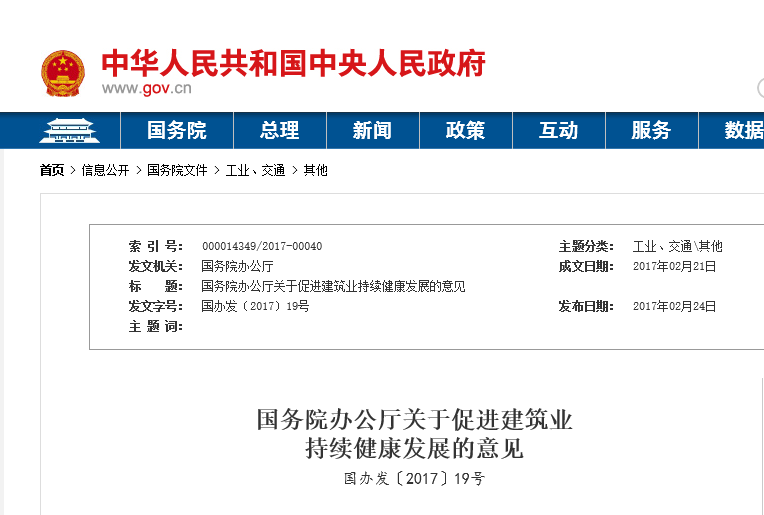 中华人民共和国中央人民政府
www.gov.cn
国务院 总理 新闻 政策 互动 服务 数据
首页 > 信息公开 > 国务院文件 > 工业、交通 > 其他
索 引 号： 000014349/2017-00040 主题分类： 工业、交通\其他
发文机关： 国务院办公厅 成文日期： 2017年02月21日
标 题： 国务院办公厅关于促进建筑业持续健康发展的意见
发文字号： 国办发〔2017〕19号 发布日期： 2017年02月24日
主 题 词：
国务院办公厅关于促进建筑业
持续健康发展的意见
国办发〔2017〕19号